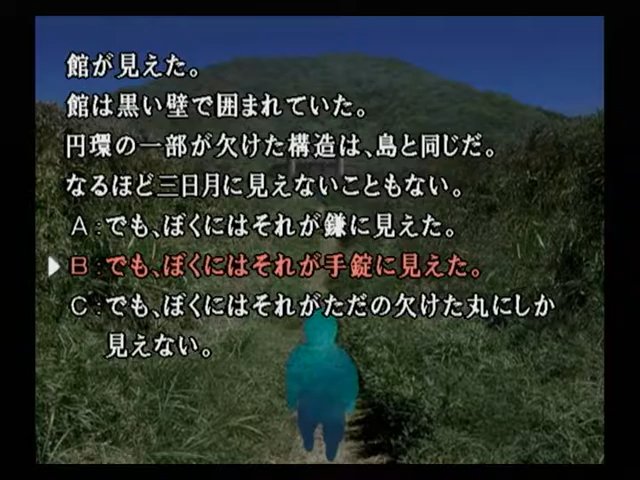 館が見えた。
館は黒い壁で囲まれていた。
円環の一部が欠けた構造は、島と同じだ。
なるほど三日月に見えないこともない。
A：でも、ぼくにはそれが鎌に見えた。
B：でも、ぼくにはそれが手錠に見えた。
C：でも、ぼくにはそれがただの欠けた丸にしか
見えない。